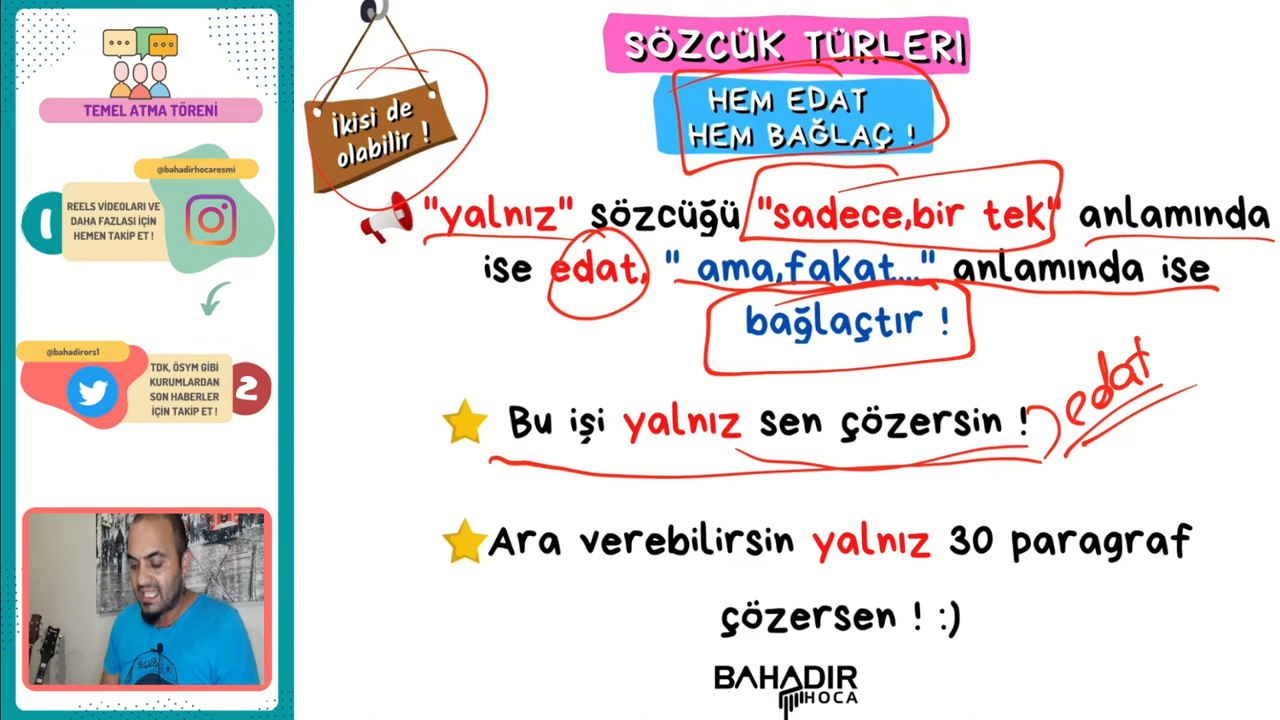 TEMEL ATMA TÖRENİ
@bahadirhocaresmi
1
REELS VİDEOLARI VE
DAHA FAZLASI İÇİN
HEMEN TAKİP ET !
@bahadirors1
TDK, ÖSYM GİBİ
KURUMLARDAN
SON HABERLER
İÇİN TAKİP ET !
2
İkisi de
olabilir !
SÖZCÜK TÜRLERI
HEM EDAT
HEM BAĞLAÇ !
"yalnız" sözcüğü "sadece,bir tek" anlamında
ise edat, " ama,fakat..." anlamında ise
bağlaçtır !
edat
Bu işi yalnız sen çözersin !
Ara verebilirsin yalnız 30 paragraf
çözersen ! :)
BAHADIR
HOCA